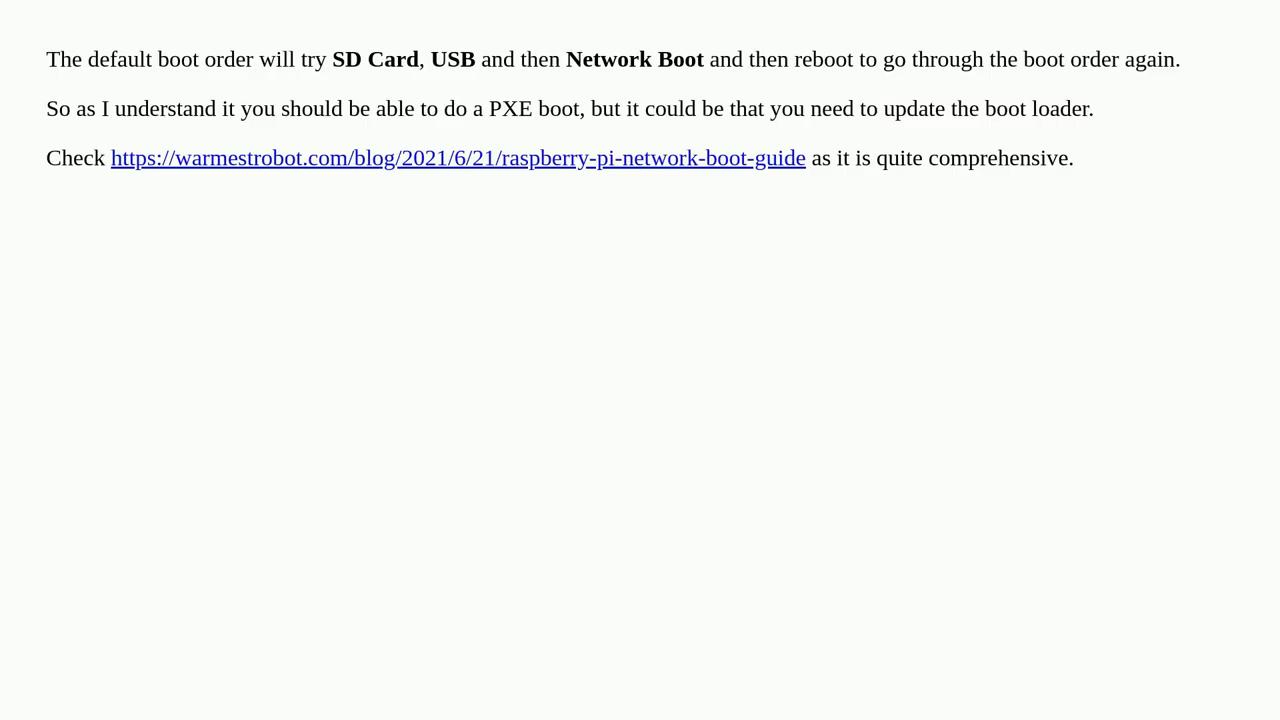 The default boot order will try SD Card, USB and then Network Boot and then reboot to go through the boot order again.
So as I understand it you should be able to do a PXE boot, but it could be that you need to update the boot loader.
Check https://warmestrobot.com/blog/2021/6/21/raspberry-pi-network-boot-guide as it is quite comprehensive.